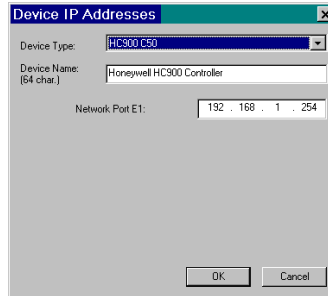 Device IP Addresses
Device Type: HC900 C50
Device Name: Honeywell HC900 Controller
(64 char.)
Network Port E1: 192 . 168 . 1 . 254
OK Cancel